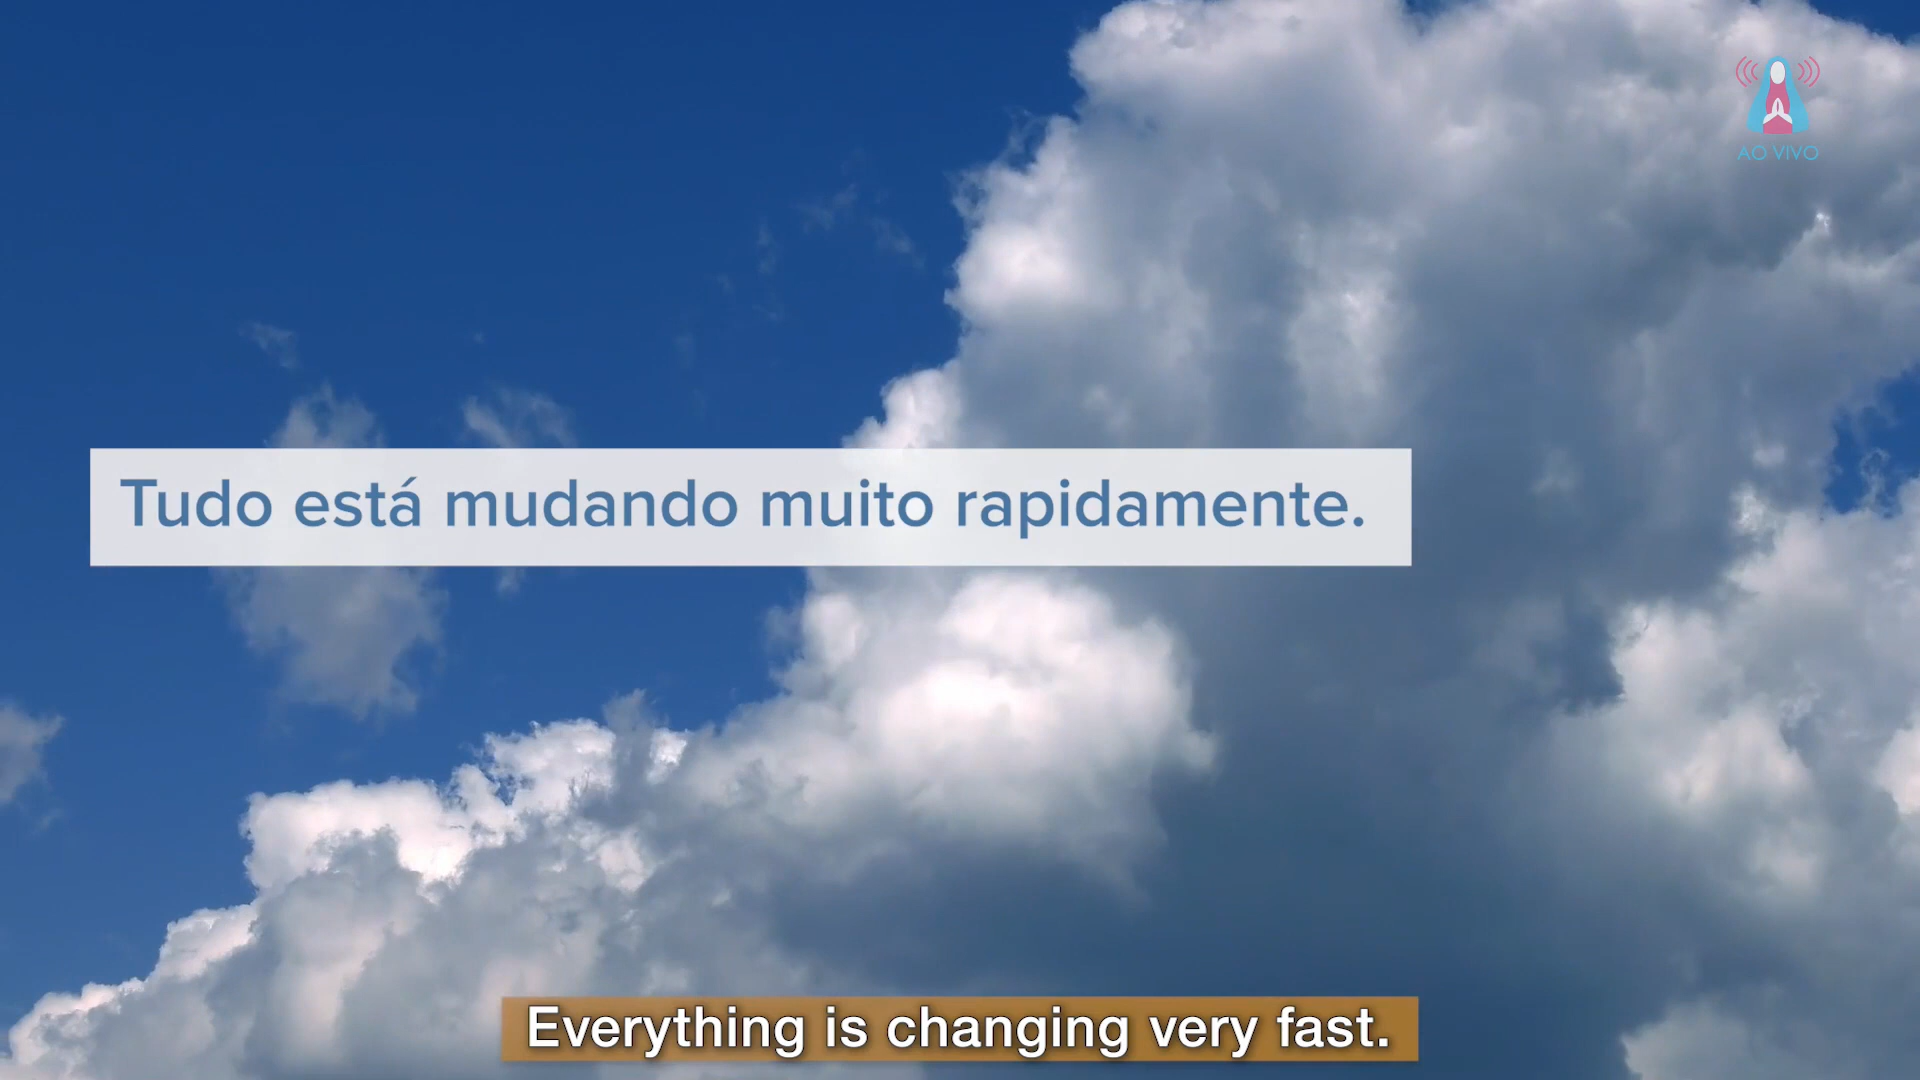 AO VIVO
Tudo está mudando muito rapidamente.
Everything is changing very fast.